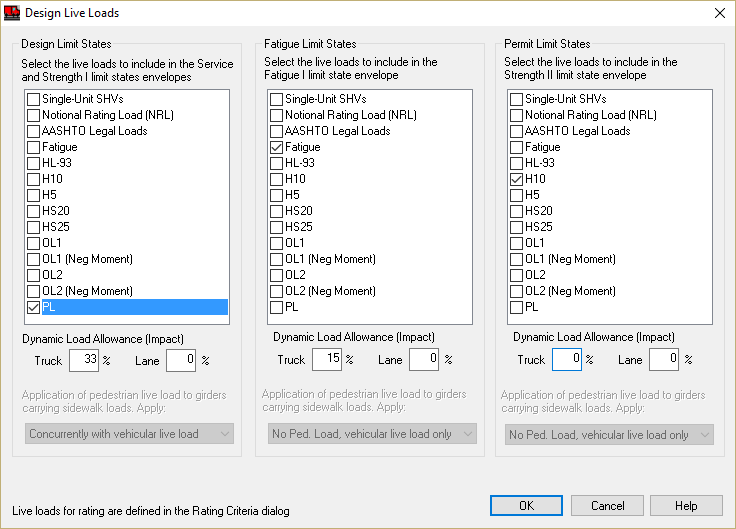 Design Live Loads
Design Limit States
Select the live loads to include in the Service
and Strength I limit states envelopes
Single-Unit SHVs
Notional Rating Load (NRL)
AASHTO Legal Loads
Fatigue
HL-93
H10
H5
HS20
HS25
OL1
OL1 (Neg Moment)
OL2
OL2 (Neg Moment)
PL
Dynamic Load Allowance (Impact)
Truck 33 % Lane 0 %
Application of pedestrian live load to girders
carrying sidewalk loads. Apply:
Concurrently with vehicular live load
Fatigue Limit States
Select the live loads to include in the
Fatigue I limit state envelope
Single-Unit SHVs
Notional Rating Load (NRL)
AASHTO Legal Loads
Fatigue
HL-93
H10
H5
HS20
HS25
OL1
OL1 (Neg Moment)
OL2
OL2 (Neg Moment)
PL
Dynamic Load Allowance (Impact)
Truck 15 % Lane 0 %
Application of pedestrian live load to girders
carrying sidewalk loads. Apply:
No Ped. Load, vehicular live load only
Permit Limit States
Select the live loads to include in the
Strength II limit state envelope
Single-Unit SHVs
Notional Rating Load (NRL)
AASHTO Legal Loads
Fatigue
HL-93
H10
H5
HS20
HS25
OL1
OL1 (Neg Moment)
OL2
OL2 (Neg Moment)
PL
Dynamic Load Allowance (Impact)
Truck 0 % Lane 0 %
Application of pedestrian live load to girders
carrying sidewalk loads. Apply:
No Ped. Load, vehicular live load only
Live loads for rating are defined in the Rating Criteria dialog
OK
Cancel
Help